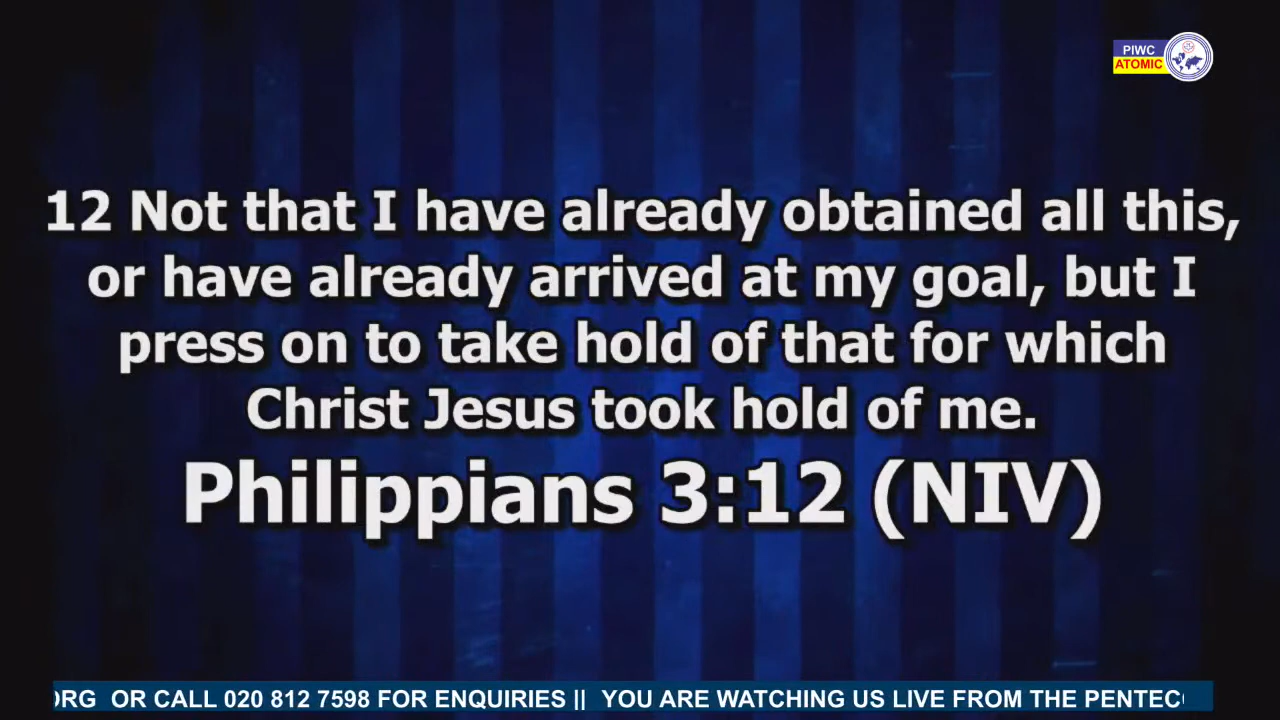 PIWC
ATOMIC
12 Not that I have already obtained all this,
or have already arrived at my goal, but I
press on to take hold of that for which
Christ Jesus took hold of me.
Philippians 3:12 (NIV)
ORG OR CALL 020 812 7598 FOR ENQUIRIES || YOU ARE WATCHING US LIVE FROM THE PENTEC